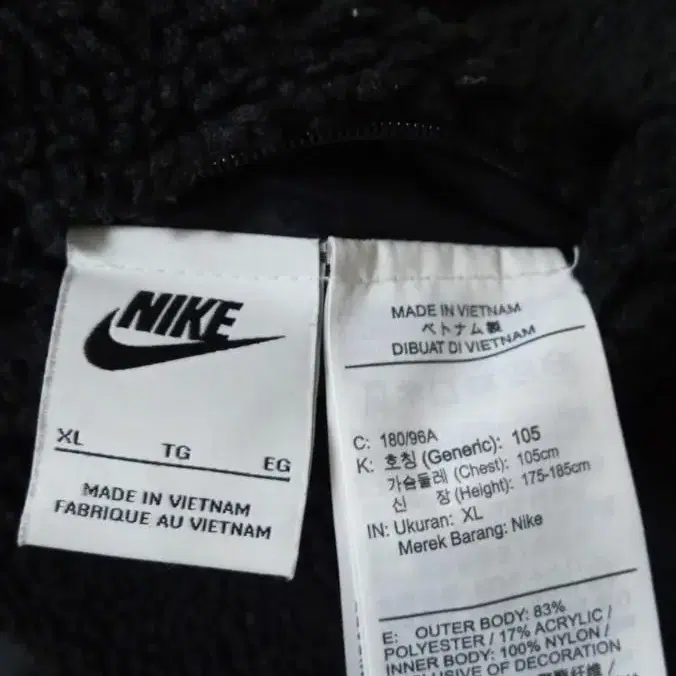 NIKE
XL TG EG
MADE IN VIETNAM
FABRIQUE AU VIETNAM
MADE IN VIETNAM
ベトナム製
DIBUAT DI VIETNAM
C: 180/96A
K: 호칭 (Generic): 105
가슴둘레 (Chest): 105cm
신 장 (Height): 175-185cm
IN: Ukuran: XL
Merek Barang: Nike
E: OUTER BODY: 83%
POLYESTER / 17% ACRYLIC /
INNER BODY: 100% NYLON /
OF DECORATION